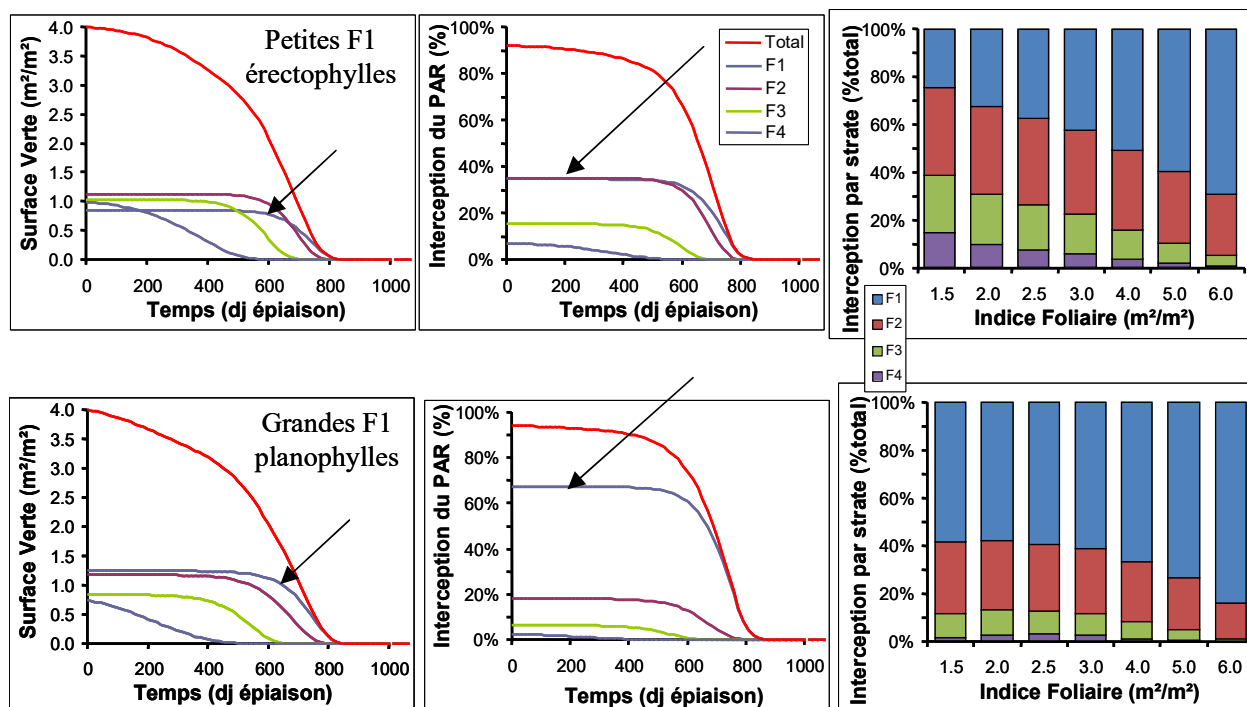 Surface Verte (m²/m²)
4.0
3.5
3.0
2.5
2.0
1.5
1.0
0.5
0.0
0 200 400 600 800 1000
Temps (dj épiaison)
Petites F1
érectophylles
Interception du PAR (%)
100%
80%
60%
40%
20%
0%
0 200 400 600 800 1000
Temps (dj épiaison)
Total
F1
F2
F3
F4
Interception par strate (%total)
100%
80%
60%
40%
20%
0%
1.5 2.0 2.5 3.0 4.0 5.0 6.0
Indice Foliaire (m²/m²)
F1
F2
F3
F4
Surface Verte (m²/m²)
4.0
3.5
3.0
2.5
2.0
1.5
1.0
0.5
0.0
0 200 400 600 800 1000
Temps (dj épiaison)
Grandes F1
planophylles
Interception du PAR (%)
100%
80%
60%
40%
20%
0%
0 200 400 600 800 1000
Temps (dj épiaison)
Interception par strate (%total)
100%
80%
60%
40%
20%
0%
1.5 2.0 2.5 3.0 4.0 5.0 6.0
Indice Foliaire (m²/m²)